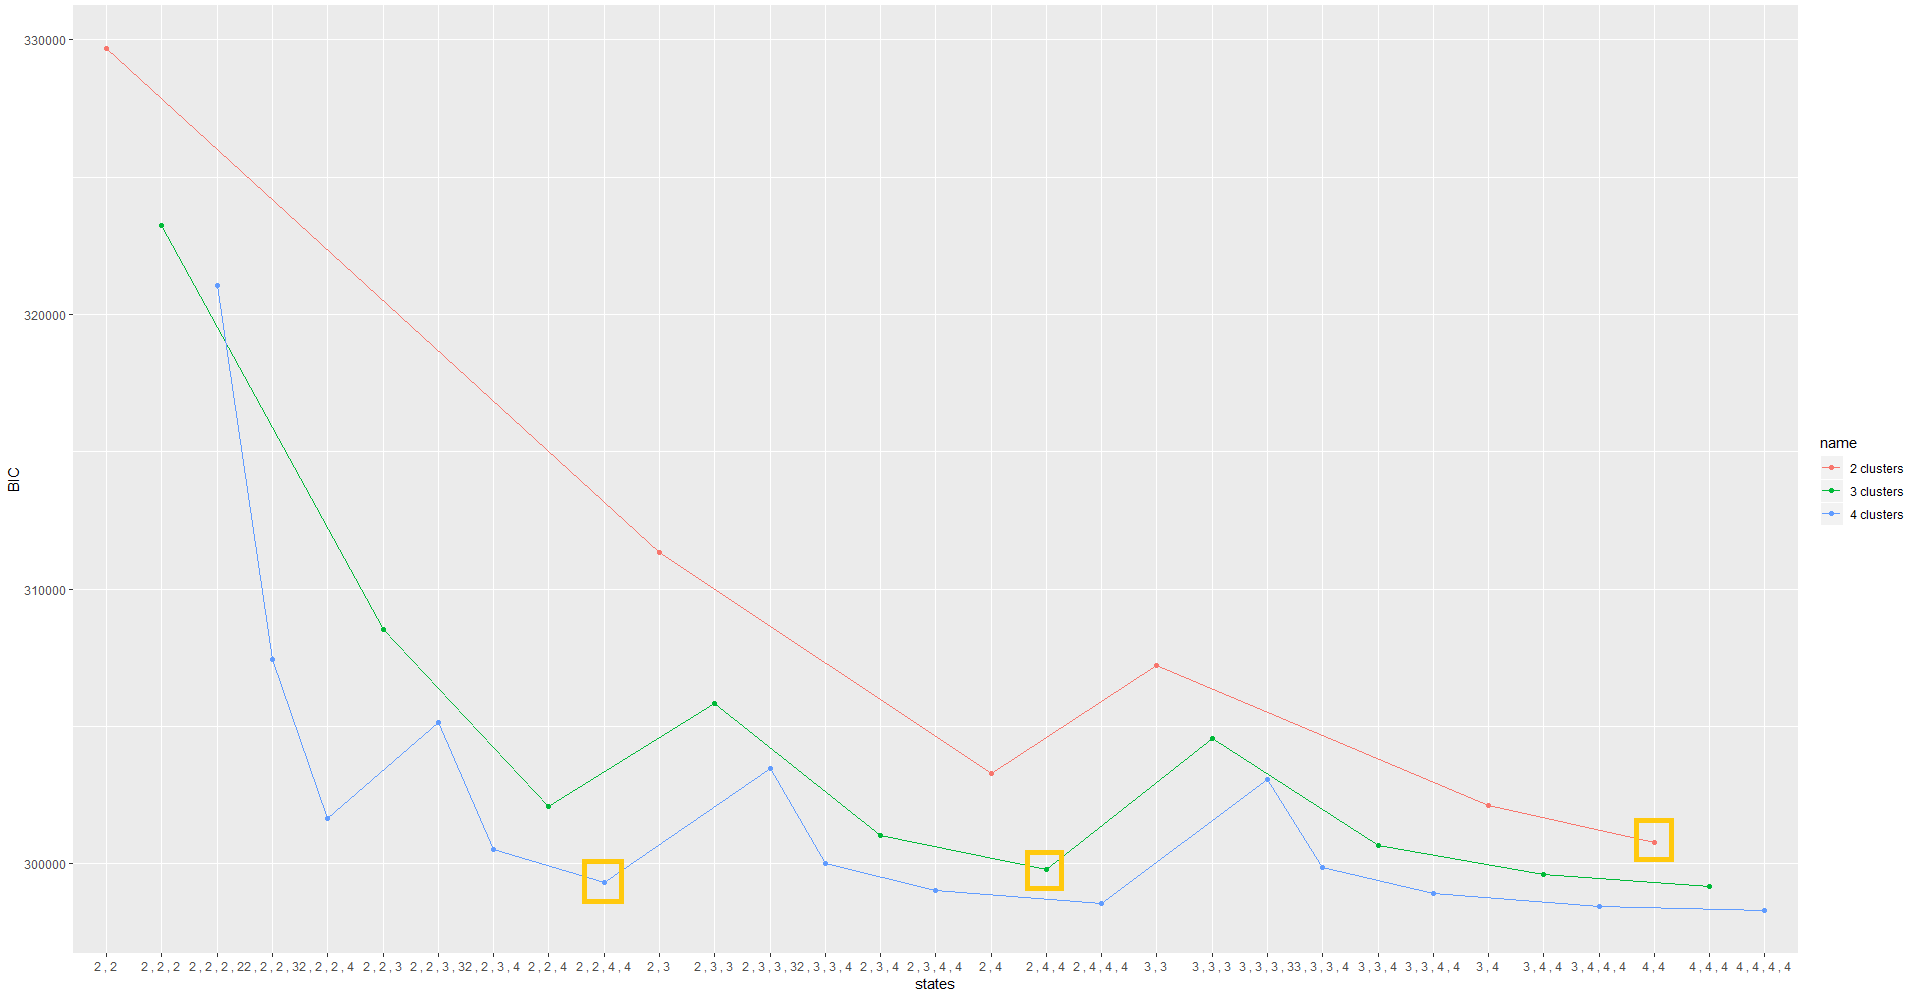 330000
320000
310000
300000
BIC
2 , 2 2 , 2 , 2 2 , 2 , 2 , 2 2 , 2 , 2 , 3 2 , 2 , 2 , 4 2 , 2 , 3 2 , 2 , 3 , 3 2 , 2 , 3 , 4 2 , 2 , 4 2 , 2 , 4 , 4 2 , 3 2 , 3 , 3 2 , 3 , 3 , 3 2 , 3 , 3 , 4 2 , 3 , 4 2 , 3 , 4 , 4 2 , 4 2 , 4 , 4 2 , 4 , 4 , 4 3 , 3 3 , 3 , 3 3 , 3 , 3 , 3 3 , 3 , 3 , 4 3 , 3 , 4 3 , 3 , 4 , 4 3 , 4 3 , 4 , 4 3 , 4 , 4 , 4 4 , 4 4 , 4 , 4 4 , 4 , 4 , 4
states
name
2 clusters
3 clusters
4 clusters